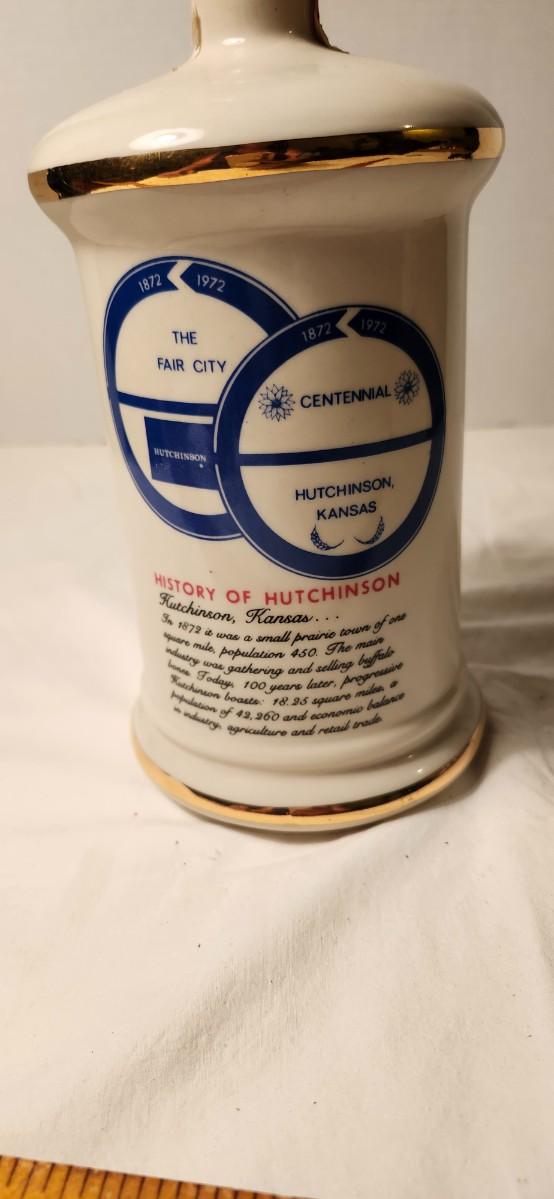 1872 1972
THE
FAIR CITY
HUTCHINSON
1872 1972
CENTENNIAL
HUTCHINSON,
KANSAS
HISTORY OF HUTCHINSON
Hutchinson, Kansas...
In 1872 it was a small prairie town of one
square mile, population 450. The main
industry was gathering and selling buffalo
bones. Today, 100 years later, progressive
Hutchinson boasts: 18.25 square miles, a
population of 42,260 and economic balance
in industry, agriculture and retail trade.